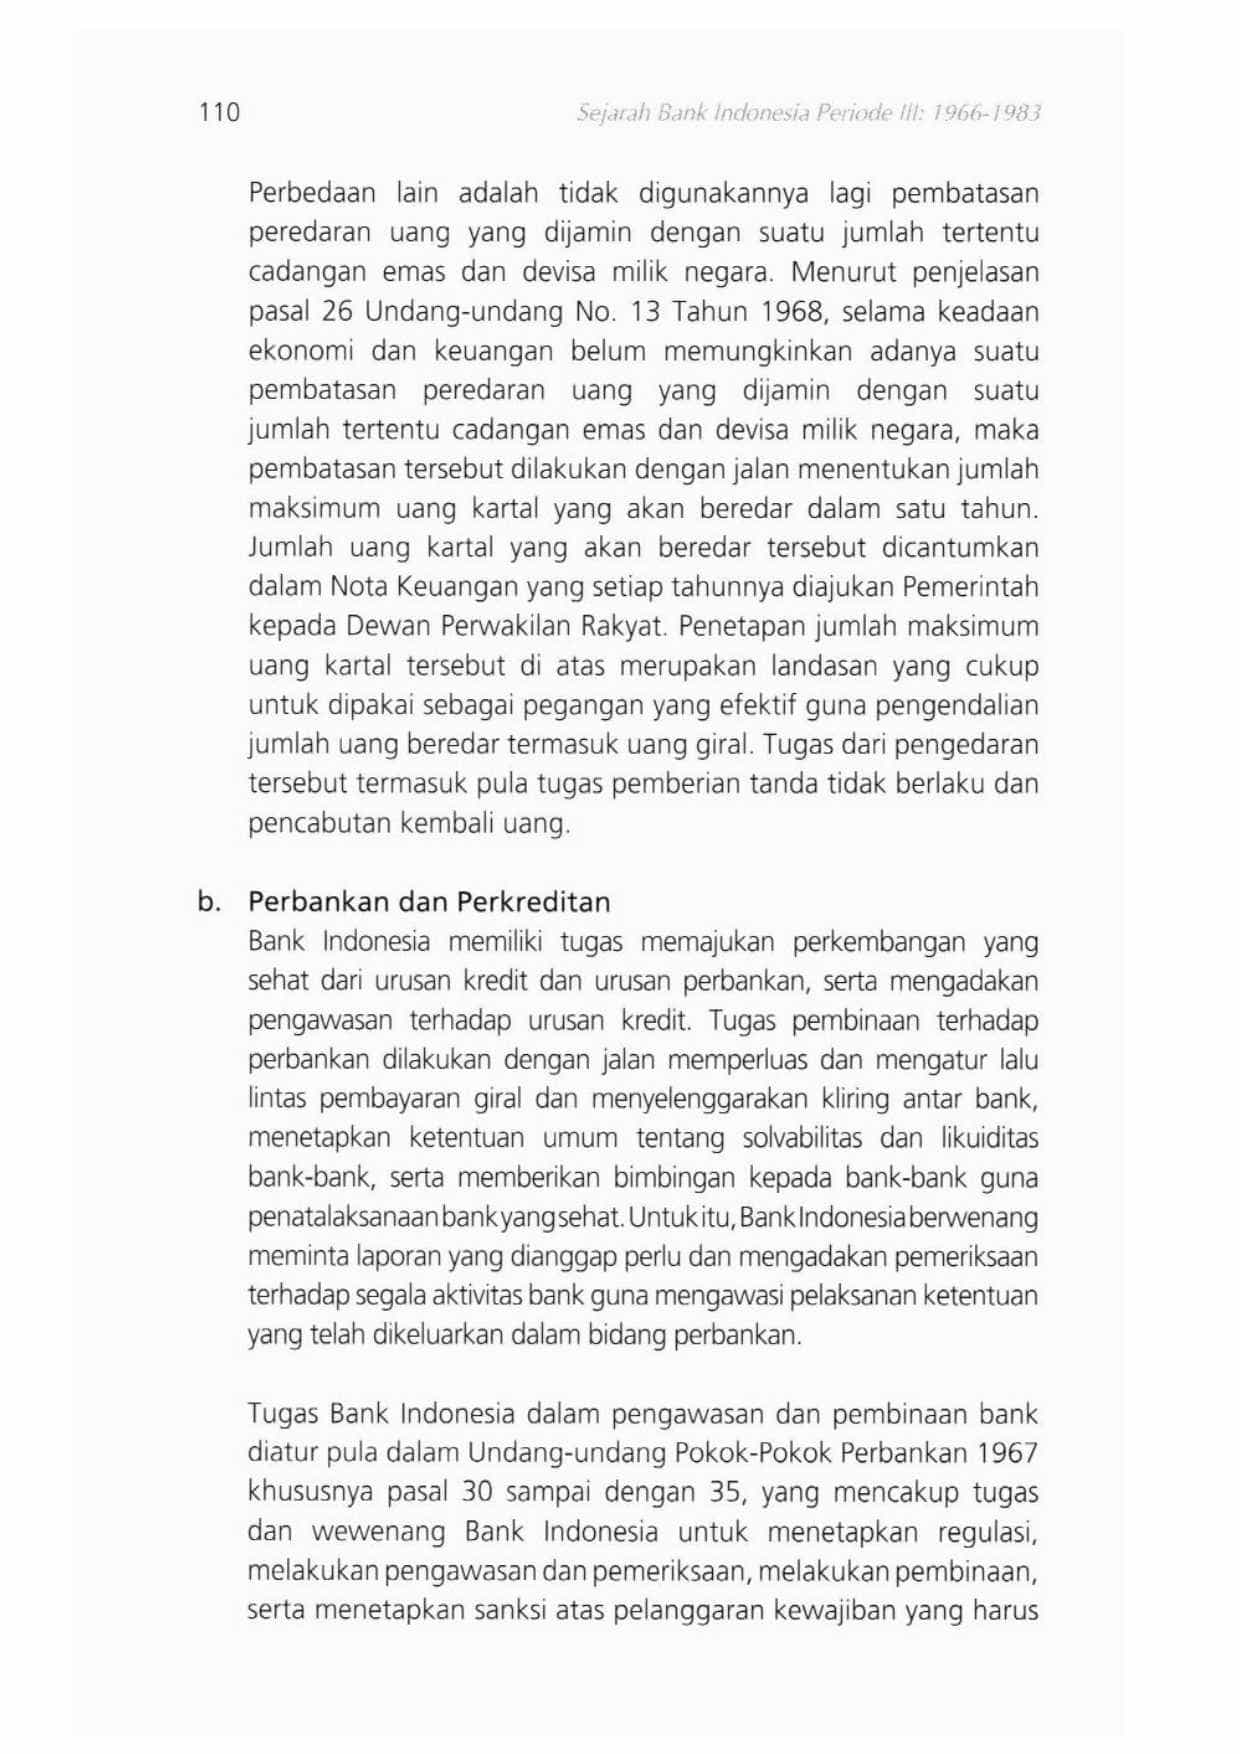 110
Sejarah Bank Indonesia Periode III: 1966-1983
Perbedaan lain adalah tidak digunakannya lagi pembatasan
peredaran uang yang dijamin dengan suatu jumlah tertentu
cadangan emas dan devisa milik negara. Menurut penjelasan
pasal 26 Undang-undang No. 13 Tahun 1968, selama keadaan
ekonomi dan keuangan belum memungkinkan adanya suatu
pembatasan peredaran uang yang dijamin dengan suatu
jumlah tertentu cadangan emas dan devisa milik negara, maka
pembatasan tersebut dilakukan dengan jalan menentukan jumlah
maksimum uang kartal yang akan beredar dalam satu tahun.
Jumlah uang kartal yang akan beredar tersebut dicantumkan
dalam Nota Keuangan yang setiap tahunnya diajukan Pemerintah
kepada Dewan Perwakilan Rakyat. Penetapan jumlah maksimum
uang kartal tersebut di atas merupakan landasan yang cukup
untuk dipakai sebagai pegangan yang efektif guna pengendalian
jumlah uang beredar termasuk uang giral. Tugas dari pengedaran
tersebut termasuk pula tugas pemberian tanda tidak berlaku dan
pencabutan kembali uang.
b. Perbankan dan Perkreditan
Bank Indonesia memiliki tugas memajukan perkembangan yang
sehat dari urusan kredit dan urusan perbankan, serta mengadakan
pengawasan terhadap urusan kredit. Tugas pembinaan terhadap
perbankan dilakukan dengan jalan memperluas dan mengatur lalu
lintas pembayaran giral dan menyelenggarakan kliring antar bank,
menetapkan ketentuan umum tentang solvabilitas dan likuiditas
bank-bank, serta memberikan bimbingan kepada bank-bank guna
penatalaksanaan bank yang sehat. Untuk itu, Bank Indonesia berwenang
meminta laporan yang dianggap perlu dan mengadakan pemeriksaan
terhadap segala aktivitas bank guna mengawasi pelaksanan ketentuan
yang telah dikeluarkan dalam bidang perbankan.
Tugas Bank Indonesia dalam pengawasan dan pembinaan bank
diatur pula dalam Undang-undang Pokok-Pokok Perbankan 1967
khususnya pasal 30 sampai dengan 35, yang mencakup tugas
dan wewenang Bank Indonesia untuk menetapkan regulasi,
melakukan pengawasan dan pemeriksaan, melakukan pembinaan,
serta menetapkan sanksi atas pelanggaran kewajiban yang harus